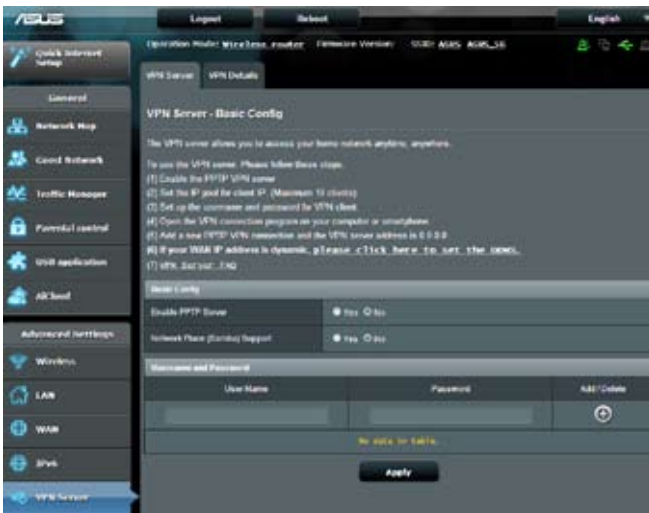 ASUS
Logout
Reboot
English
Quick Internet Setup
Operation Mode: Wireless router Firmware Version: SSID: ASUS ASUS_5G
VPN Server
VPN Details
General
Network Map
Guest Network
Traffic Manager
Parental control
USB application
AiCloud
Advanced Settings
Wireless
LAN
WAN
IPv6
VPN Server
VPN Server - Basic Config
The VPN server allows you to access your home network anytime, anywhere.
To use the VPN server. Please follow these steps.
(1) Enable the PPTP VPN server
(2) Set the IP pool for client IP. (Maximum 10 clients)
(3) Set up the username and password for VPN client.
(4) Open the VPN connection program on your computer or smartphone.
(5) Add a new PPTP VPN connection and the VPN server address is 0.0.0.0
(6) If your WAN IP address is dynamic, please click here to set the DDNS.
(7) VPN Server FAQ
Basic Config
Enable PPTP Server
Yes No
Network Place (Samba) Support
Yes No
Username and Password
User Name
Password
Add / Delete
No data in table.
Apply